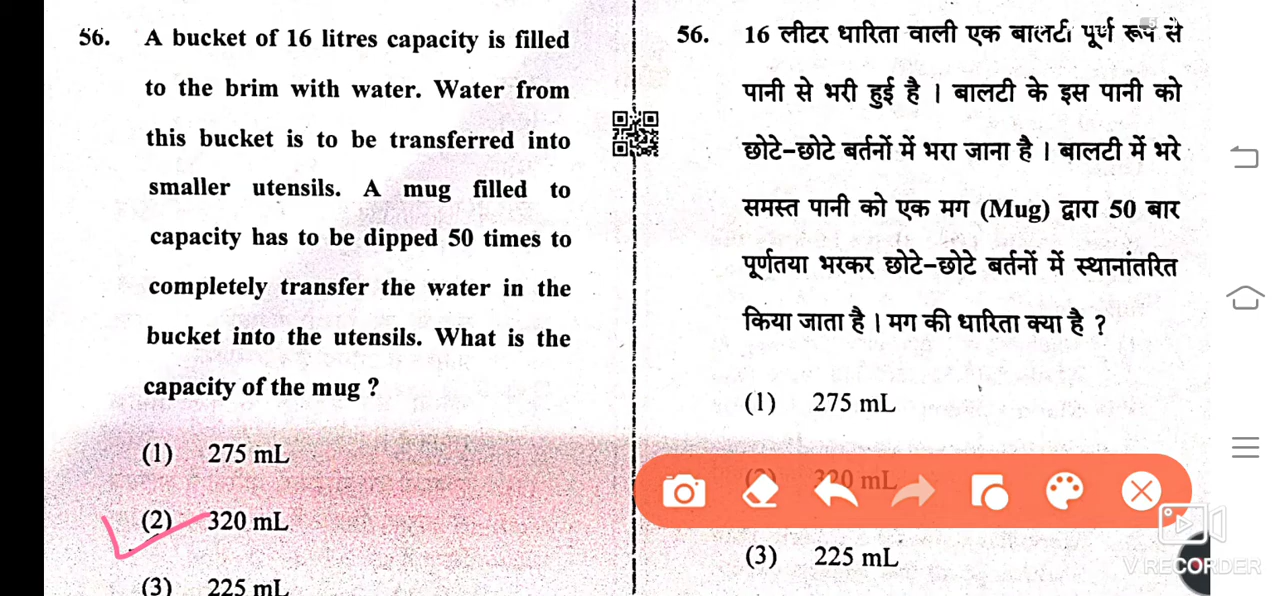 56. A bucket of 16 litres capacity is filled
to the brim with water. Water from
this bucket is to be transferred into
smaller utensils. A mug filled to
capacity has to be dipped 50 times to
completely transfer the water in the
bucket into the utensils. What is the
capacity of the mug ?
(1) 275 mL
(2) 320 mL
(3) 225 mL
56. 16 लीटर धारिता वाली एक बाल्टी पूर्ण रूप से
पानी से भरी हुई है । बालटी के इस पानी को
छोटे-छोटे बर्तनों में भरा जाना है । बालटी में भरे
समस्त पानी को एक मग (Mug) द्वारा 50 बार
पूर्णतया भरकर छोटे-छोटे बर्तनों में स्थानांतरित
किया जाता है । मग की धारिता क्या है ?
(1) 275 mL
(2) 320 mL
(3) 225 mL
V RECORDER